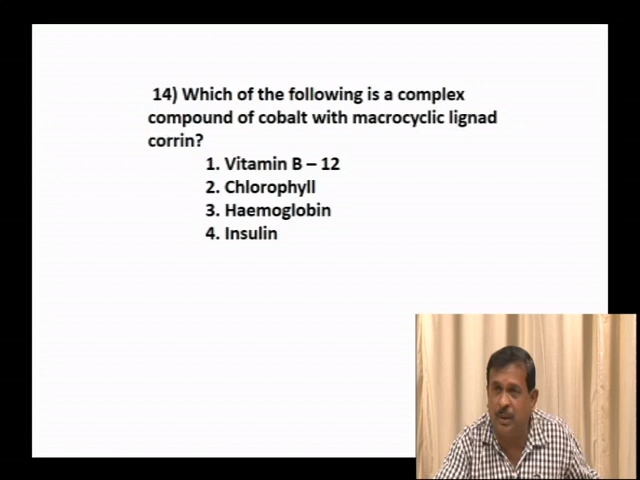 14) Which of the following is a complex
compound of cobalt with macrocyclic lignad
corrin?
1. Vitamin B – 12
2. Chlorophyll
3. Haemoglobin
4. Insulin